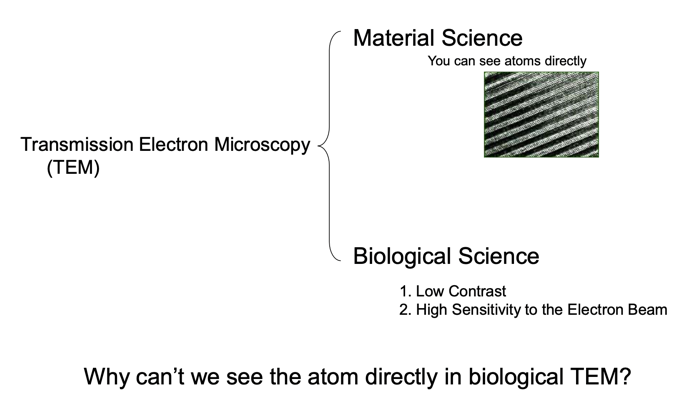 Material Science
You can see atoms directly
Transmission Electron Microscopy
(TEM)
Biological Science
1. Low Contrast
2. High Sensitivity to the Electron Beam
Why can’t we see the atom directly in biological TEM?